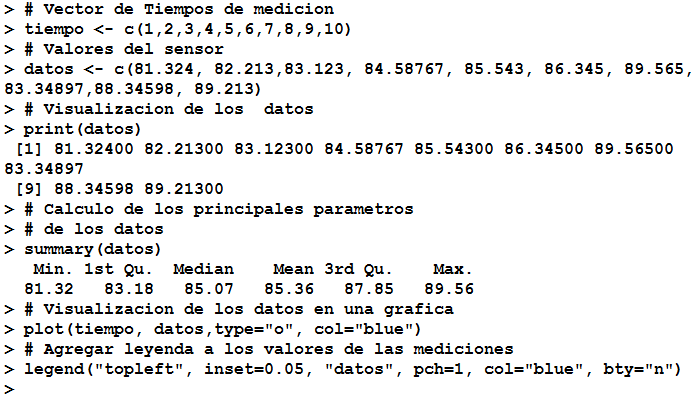 > # Vector de Tiempos de medicion
> tiempo <- c(1,2,3,4,5,6,7,8,9,10)
> # Valores del sensor
> datos <- c(81.324, 82.213,83.123, 84.58767, 85.543, 86.345, 89.565,
83.34897,88.34598, 89.213)
> # Visualizacion de los  datos
> print(datos)
 [1] 81.32400 82.21300 83.12300 84.58767 85.54300 86.34500 89.56500
83.34897
 [9] 88.34598 89.21300
> # Calculo de los principales parametros
> # de los datos
> summary(datos)
   Min. 1st Qu.  Median    Mean 3rd Qu.    Max.
  81.32   83.18   85.07   85.36   87.85   89.56
> # Visualizacion de los datos en una grafica
> plot(tiempo, datos,type="o", col="blue")
> # Agregar leyenda a los valores de las mediciones
> legend("topleft", inset=0.05, "datos", pch=1, col="blue", bty="n")
>